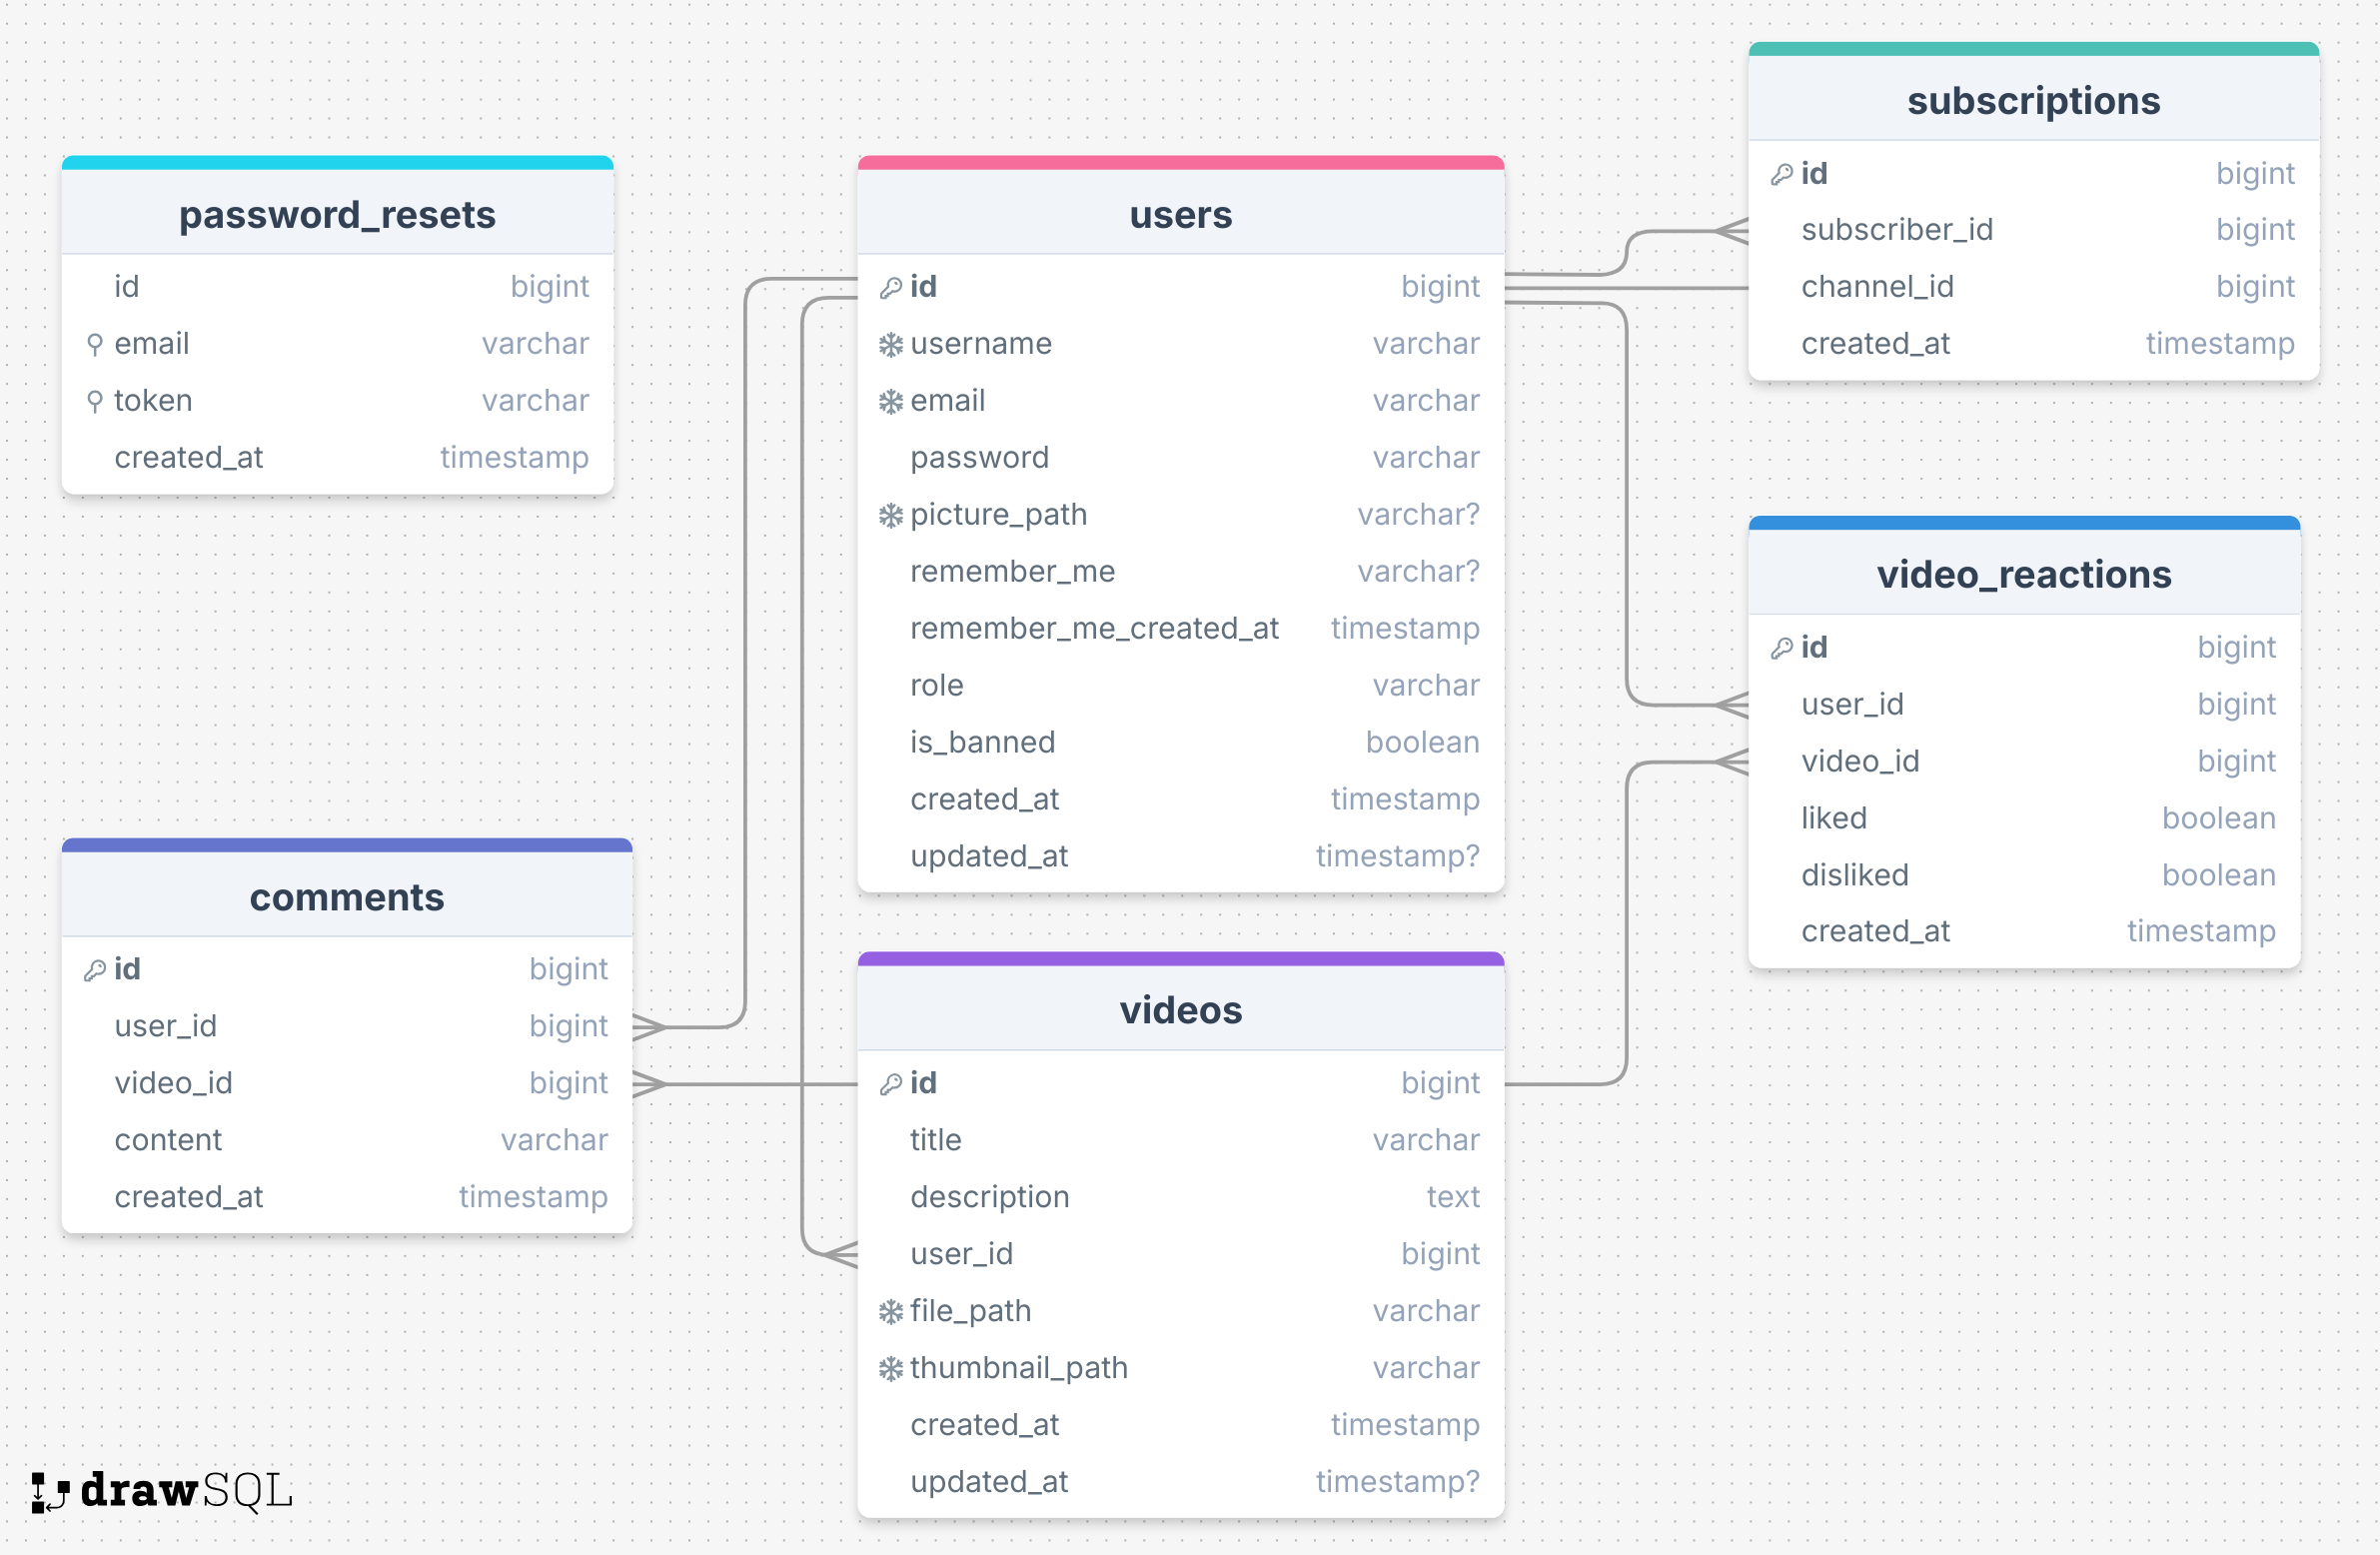 password_resets
id bigint
email varchar
token varchar
created_at timestamp
users
id bigint
username varchar
email varchar
password varchar
picture_path varchar?
remember_me varchar?
remember_me_created_at timestamp
role varchar
is_banned boolean
created_at timestamp
updated_at timestamp?
subscriptions
id bigint
subscriber_id bigint
channel_id bigint
created_at timestamp
video_reactions
id bigint
user_id bigint
video_id bigint
liked boolean
disliked boolean
created_at timestamp
comments
id bigint
user_id bigint
video_id bigint
content varchar
created_at timestamp
videos
id bigint
title varchar
description text
user_id bigint
file_path varchar
thumbnail_path varchar
created_at timestamp
updated_at timestamp?
drawSQL